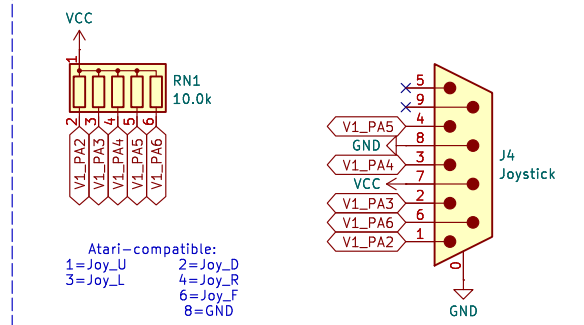 VCC
1
RN1
10.0k
2 3 4 5 6
V1_PA2 V1_PA3 V1_PA4 V1_PA5 V1_PA6
Atari-compatible:
1=Joy_U 2=Joy_D
3=Joy_L 4=Joy_R
6=Joy_F
8=GND
5
9
V1_PA5 4
GND 8
V1_PA4 3
VCC 7
V1_PA3 2
V1_PA6 6
V1_PA2 1
J4
Joystick
0
GND